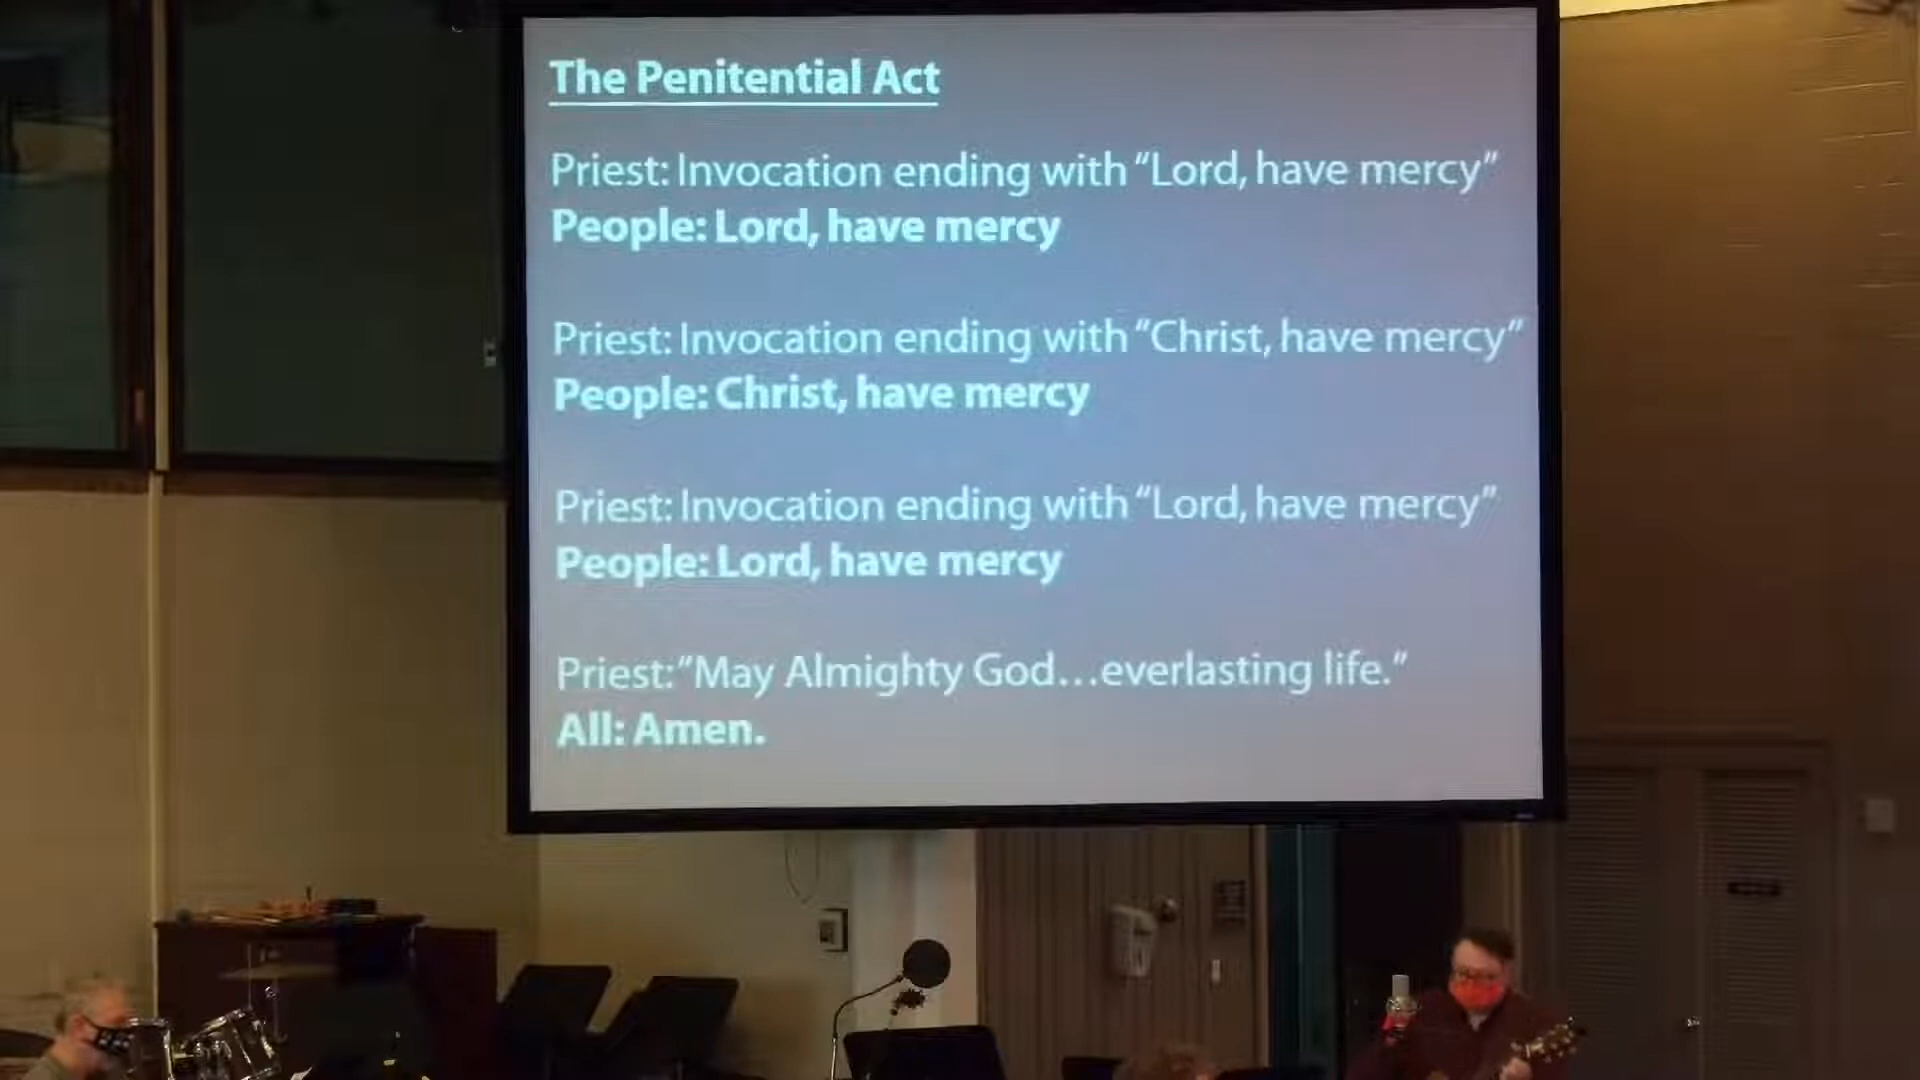 The Penitential Act
Priest: Invocation ending with “Lord, have mercy”
People: Lord, have mercy
Priest: Invocation ending with “Christ, have mercy”
People: Christ, have mercy
Priest: Invocation ending with “Lord, have mercy”
People: Lord, have mercy
Priest: “May Almighty God...everlasting life.”
All: Amen.